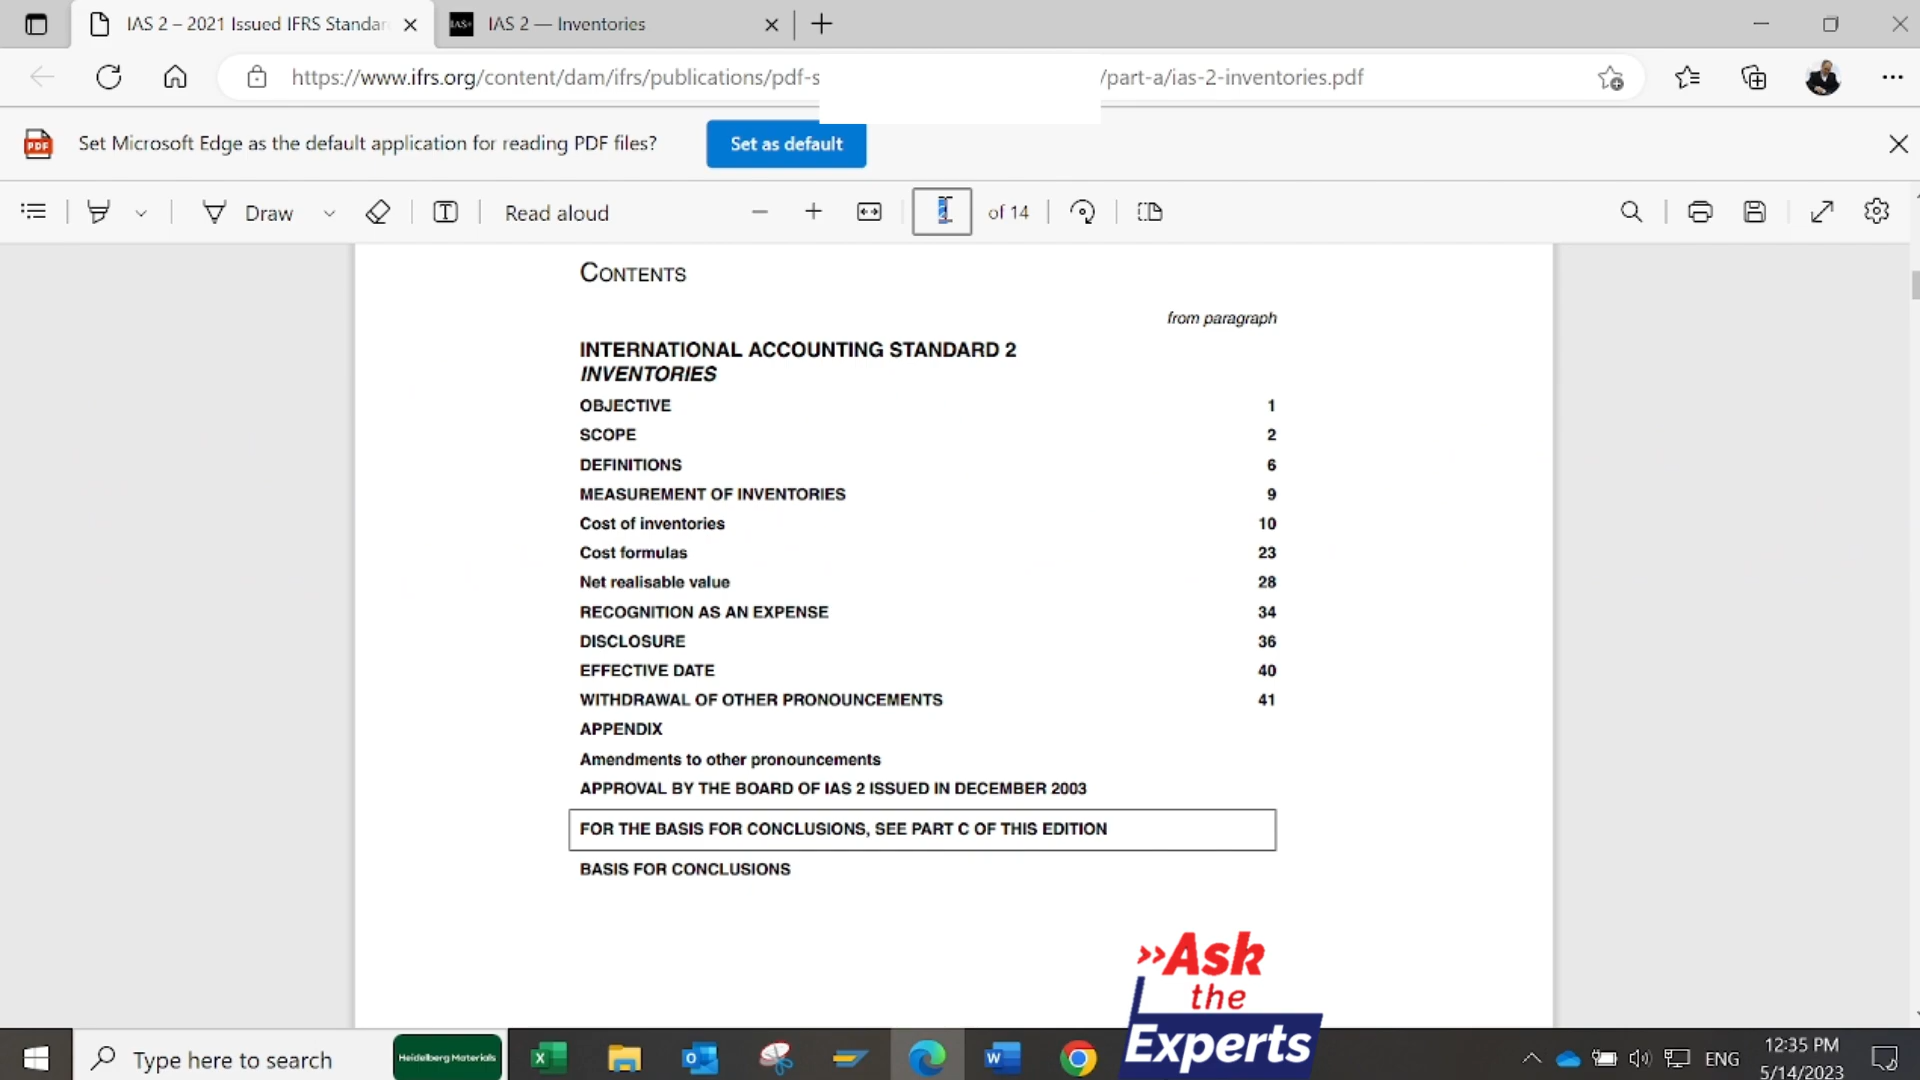 IAS 2 – 2021 Issued IFRS Standar
IAS 2 — Inventories
https://www.ifrs.org/content/dam/ifrs/publications/pdf-s
/part-a/ias-2-inventories.pdf
PDF
Set Microsoft Edge as the default application for reading PDF files?
Set as default
Draw
Read aloud
of 14
CONTENTS
from paragraph
INTERNATIONAL ACCOUNTING STANDARD 2
INVENTORIES
OBJECTIVE 1
SCOPE 2
DEFINITIONS 6
MEASUREMENT OF INVENTORIES 9
Cost of inventories 10
Cost formulas 23
Net realisable value 28
RECOGNITION AS AN EXPENSE 34
DISCLOSURE 36
EFFECTIVE DATE 40
WITHDRAWAL OF OTHER PRONOUNCEMENTS 41
APPENDIX
Amendments to other pronouncements
APPROVAL BY THE BOARD OF IAS 2 ISSUED IN DECEMBER 2003
FOR THE BASIS FOR CONCLUSIONS, SEE PART C OF THIS EDITION
BASIS FOR CONCLUSIONS
Ask
the
Experts
Type here to search
Heidelberg Materials
ENG
12:35 PM
5/14/2023